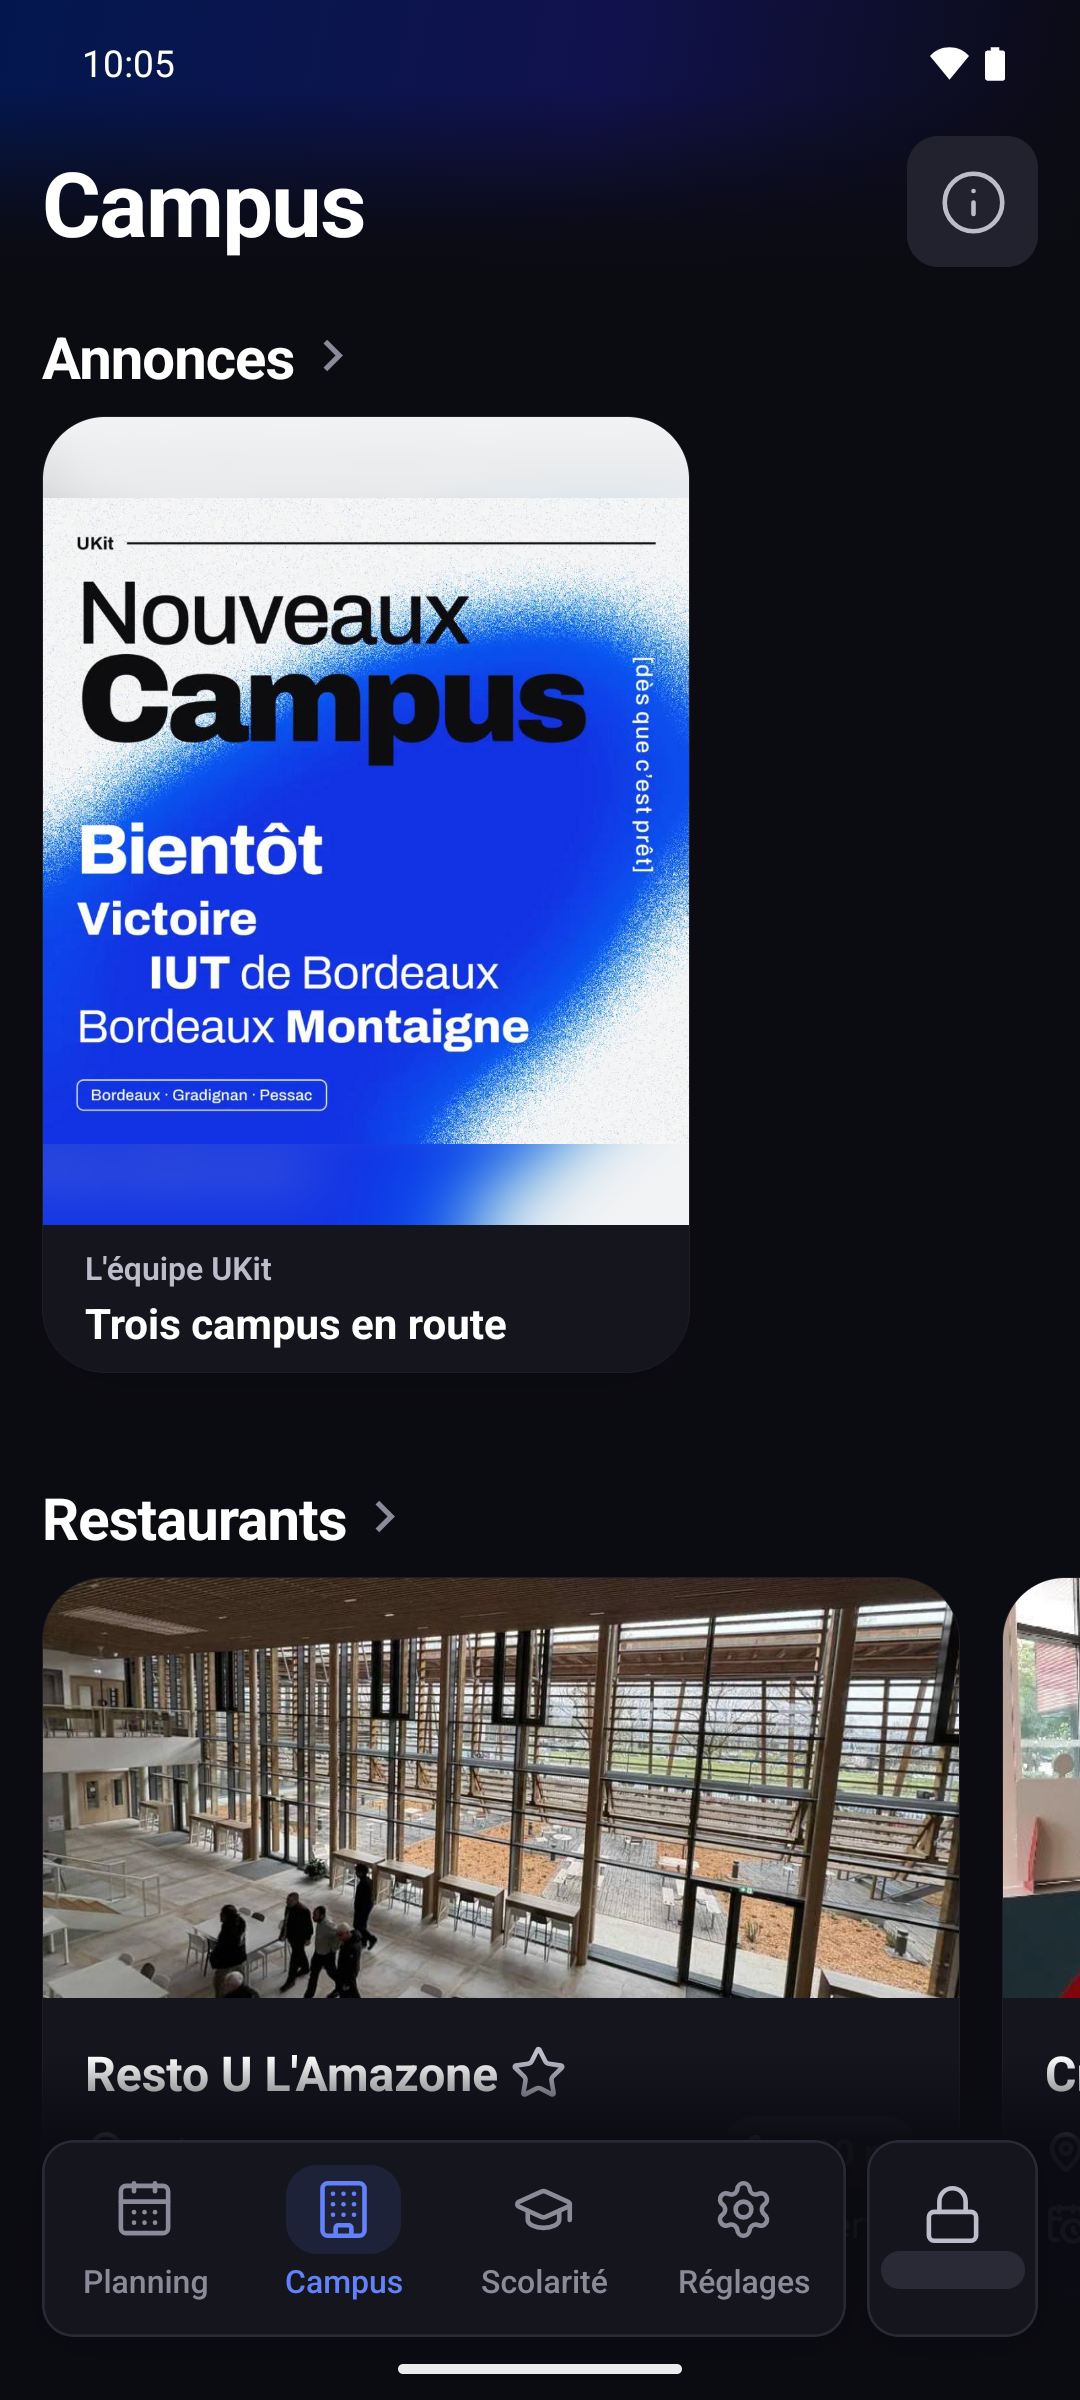 10:05
Campus
Annonces
UKit
Nouveaux
Campus
[dès que c'est prêt]
Bientôt
Victoire
IUT de Bordeaux
Bordeaux Montaigne
Bordeaux · Gradignan · Pessac
L'équipe UKit
Trois campus en route
Restaurants
Resto U L'Amazone
Planning
Campus
Scolarité
Réglages